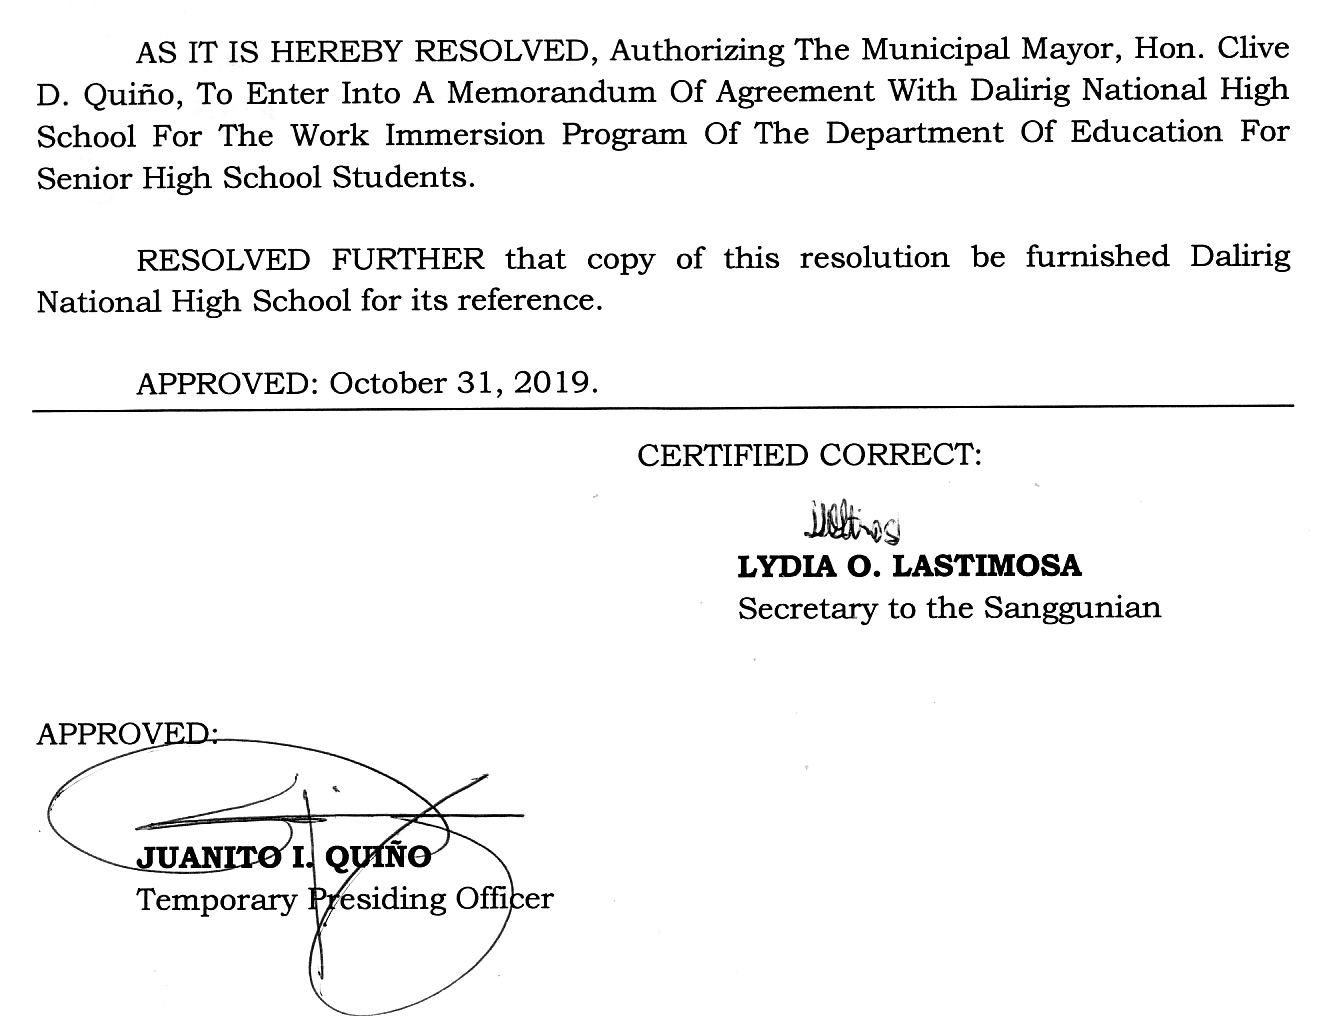 AS IT IS HEREBY RESOLVED, Authorizing The Municipal Mayor, Hon. Clive
D. Quiño, To Enter Into A Memorandum Of Agreement With Dalirig National High
School For The Work Immersion Program Of The Department Of Education For
Senior High School Students.
RESOLVED FURTHER that copy of this resolution be furnished Dalirig
National High School for its reference.
APPROVED: October 31, 2019.
CERTIFIED CORRECT:
LYDIA O. LASTIMOSA
Secretary to the Sanggunian
APPROVED:
JUANITO I. QUIÑO
Temporary Presiding Officer